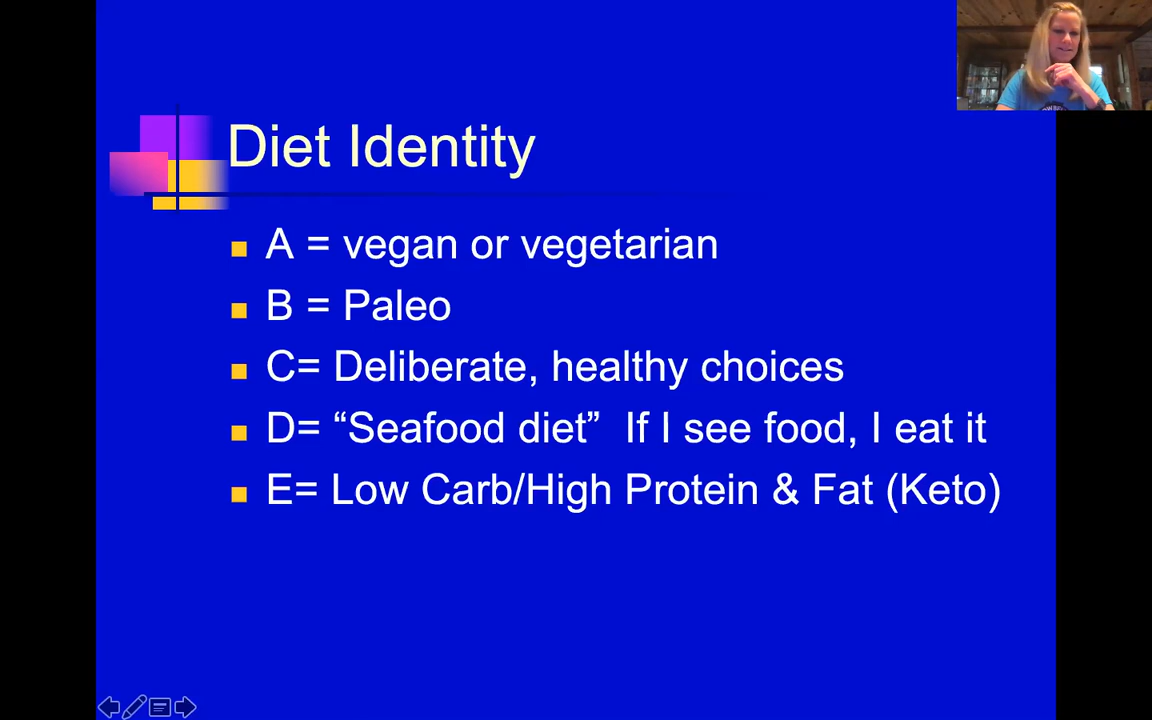 Diet Identity
A = vegan or vegetarian
B = Paleo
C= Deliberate, healthy choices
D= “Seafood diet”  If I see food, I eat it
E= Low Carb/High Protein & Fat (Keto)